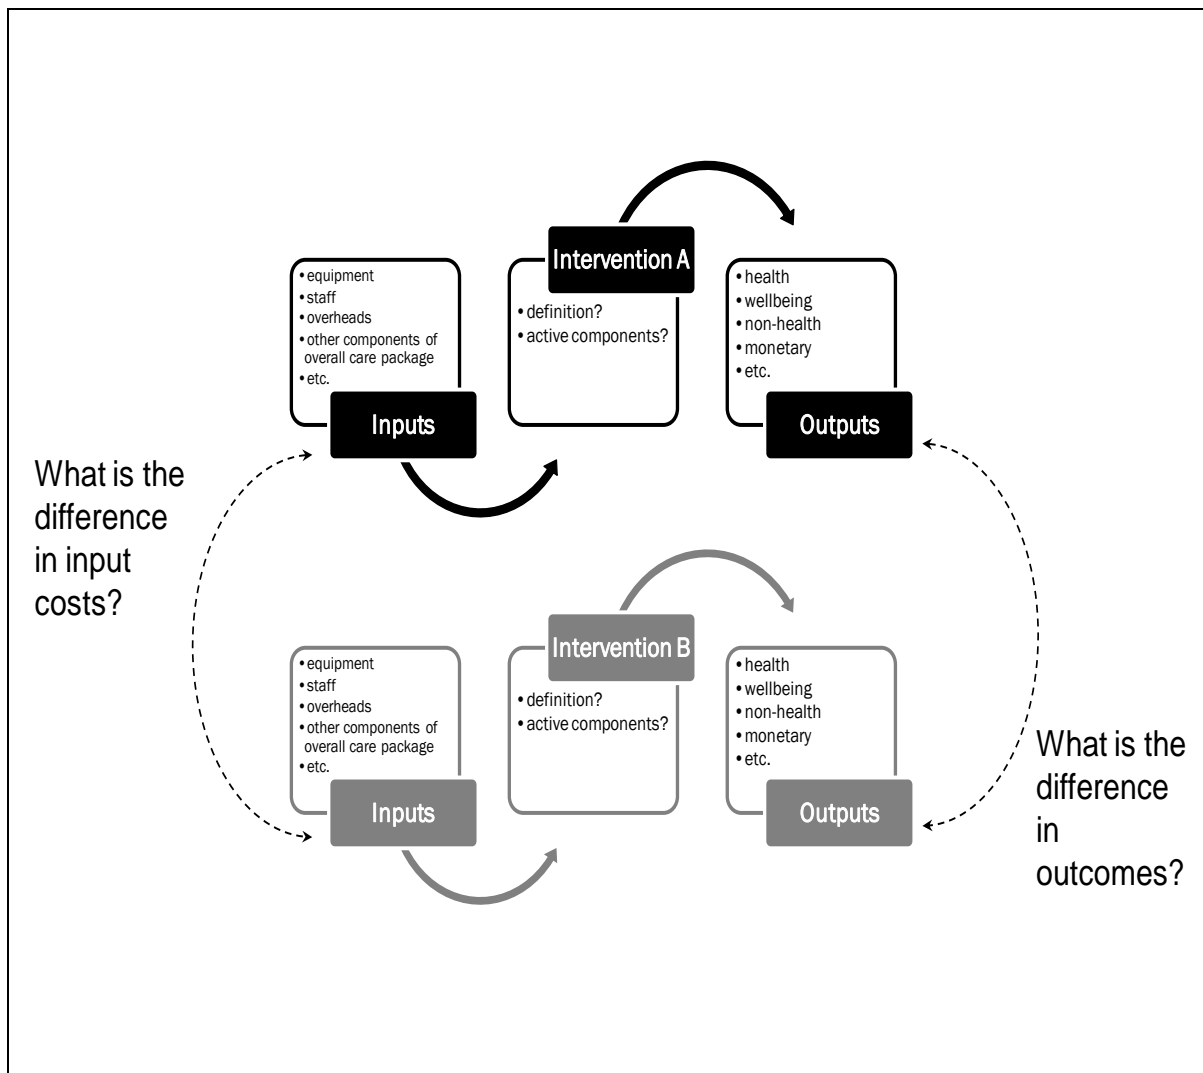 Intervention A
• equipment
• staff
• overheads
• other components of
overall care package
• etc.
Inputs
• definition?
• active components?
• health
• wellbeing
• non-health
• monetary
• etc.
Outputs
What is the
difference
in input
costs?
Intervention B
• equipment
• staff
• overheads
• other components of
overall care package
• etc.
Inputs
• definition?
• active components?
• health
• wellbeing
• non-health
• monetary
• etc.
Outputs
What is the
difference
in
outcomes?